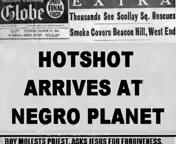 EXTRA
Globe
FINAL
Thousands See Scollay Sq. Rescues
Smoke Covers Beacon Hill, West End
HOTSHOT
ARRIVES AT
NEGRO PLANET
BOY MOLESTS PRIEST, ASKS JESUS FOR FORGIVENESS